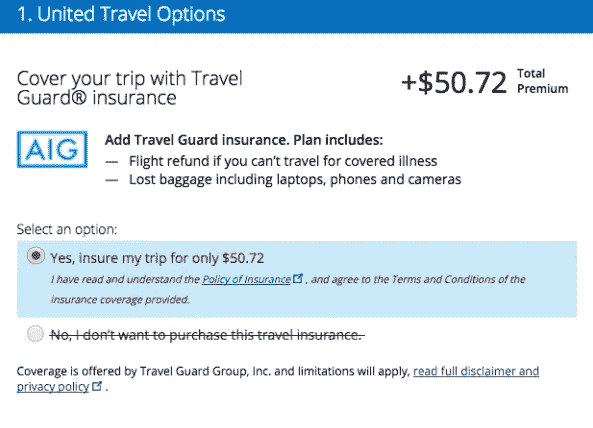 1. United Travel Options
Cover your trip with Travel
Guard® insurance
+$50.72 Total
Premium
AIG
Add Travel Guard insurance. Plan includes:
— Flight refund if you can't travel for covered illness
— Lost baggage including laptops, phones and cameras
Select an option:
Yes, insure my trip for only $50.72
I have read and understand the Policy of Insurance, and agree to the Terms and Conditions of the
insurance coverage provided.
No, I don't want to purchase this travel insurance.
Coverage is offered by Travel Guard Group, Inc. and limitations will apply, read full disclaimer and
privacy policy .